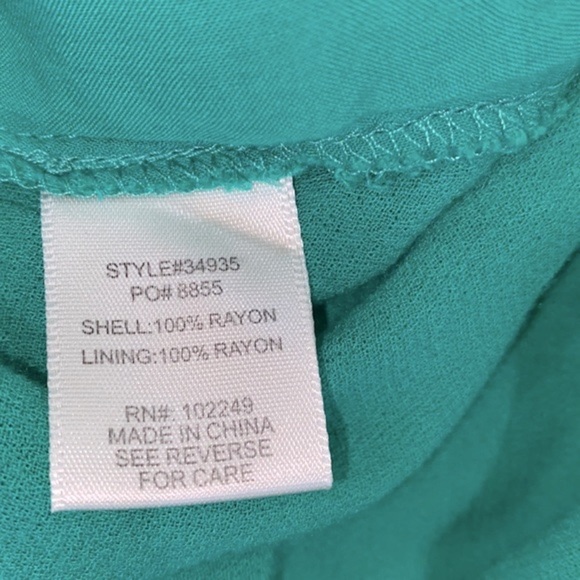 STYLE#34935
PO# 8855
SHELL:100% RAYON
LINING:100% RAYON
RN#: 102249
MADE IN CHINA
SEE REVERSE
FOR CARE